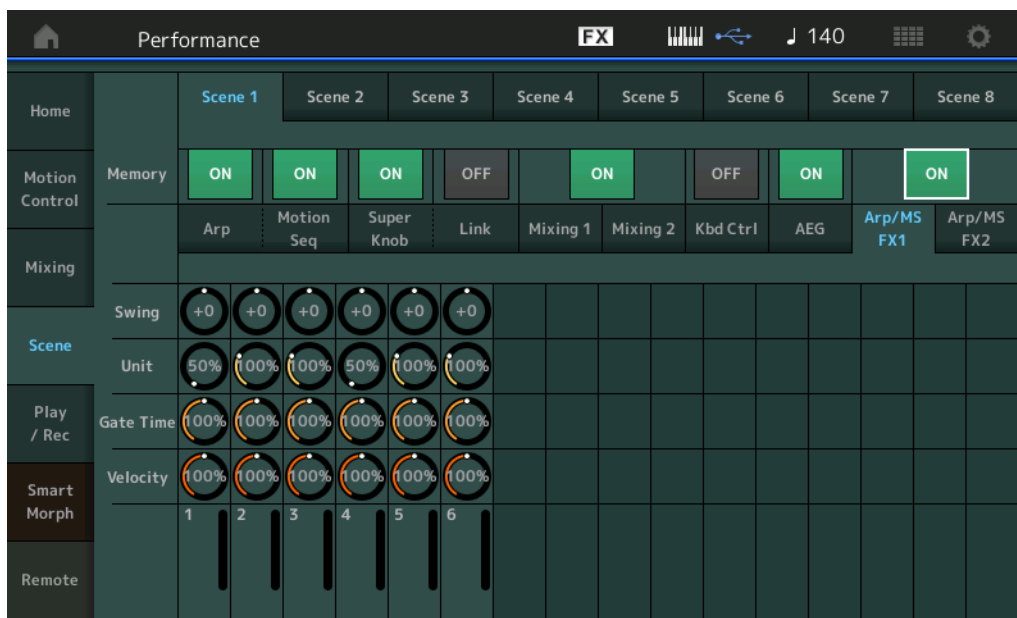 Performance
FX
140
Home
Motion
Control
Mixing
Scene
Play
/ Rec
Smart
Morph
Remote
Scene 1 Scene 2 Scene 3 Scene 4 Scene 5 Scene 6 Scene 7 Scene 8
Memory ON ON ON OFF ON OFF ON ON
Arp
Motion
Seq
Super
Knob
Link
Mixing 1
Mixing 2
Kbd Ctrl
AEG
Arp/MS
FX1
Arp/MS
FX2
Swing +0 +0 +0 +0 +0 +0
Unit 50% 100% 100% 50% 100% 100%
Gate Time 100% 100% 100% 100% 100% 100%
Velocity 100% 100% 100% 100% 100% 100%
1 2 3 4 5 6